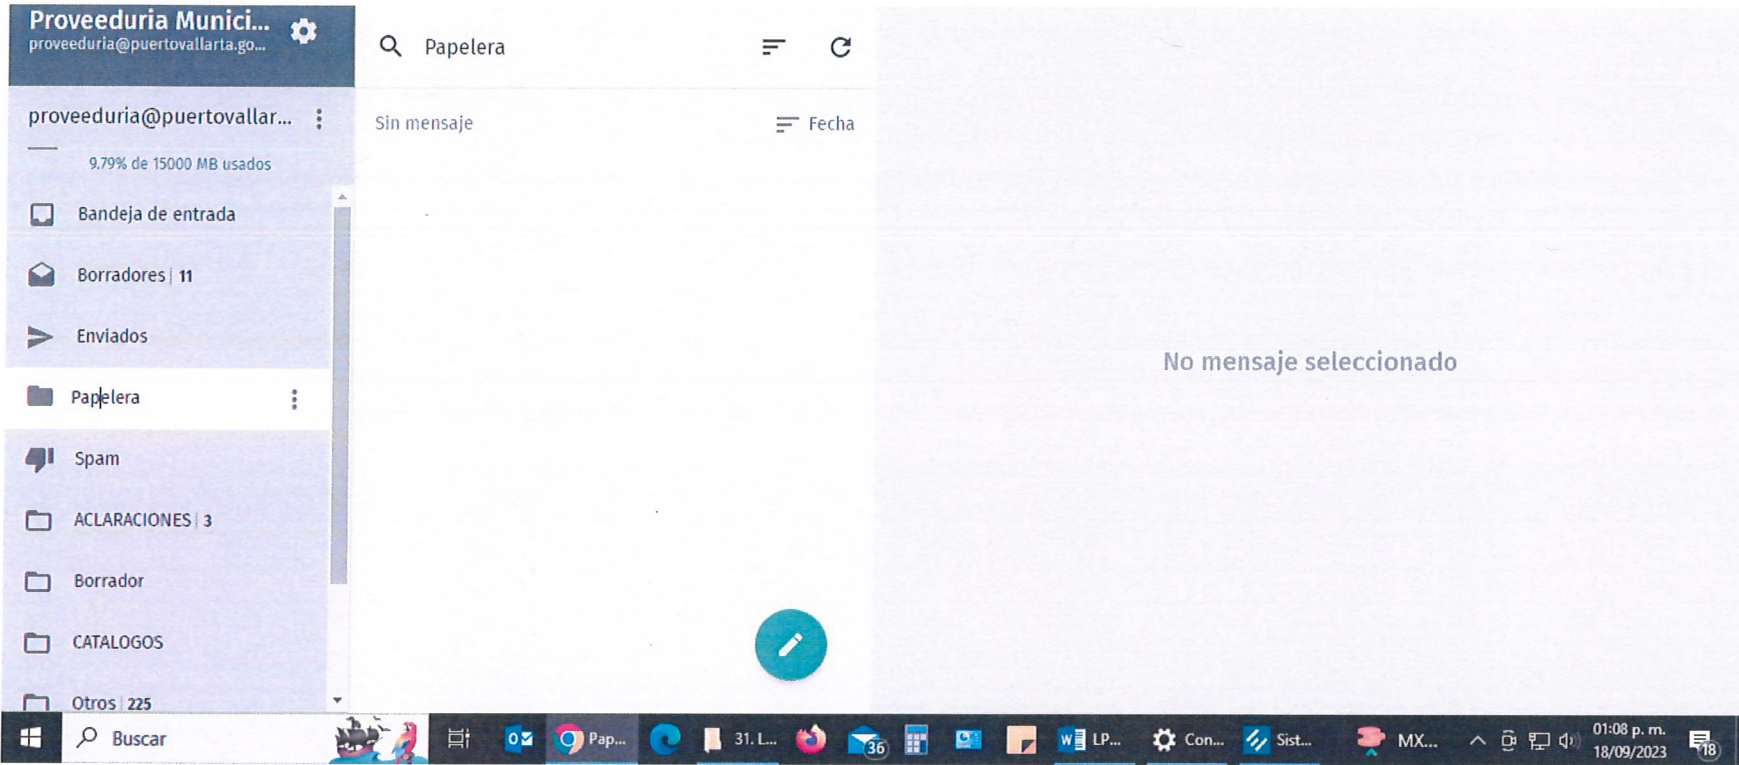 Proveeduria Munici...
proveeduria@puertovallarta.go...
proveeduria@puertovallar...
9.79% de 15000 MB usados
Bandeja de entrada
Borradores | 11
Enviados
Papelera
Spam
ACLARACIONES | 3
Borrador
CATALOGOS
Otros | 225
Papelera
Sin mensaje
Fecha
No mensaje seleccionado
Buscar
Pap...
31. L...
36
LP...
Con...
Sist...
MX...
01:08 p. m.
18/09/2023
18